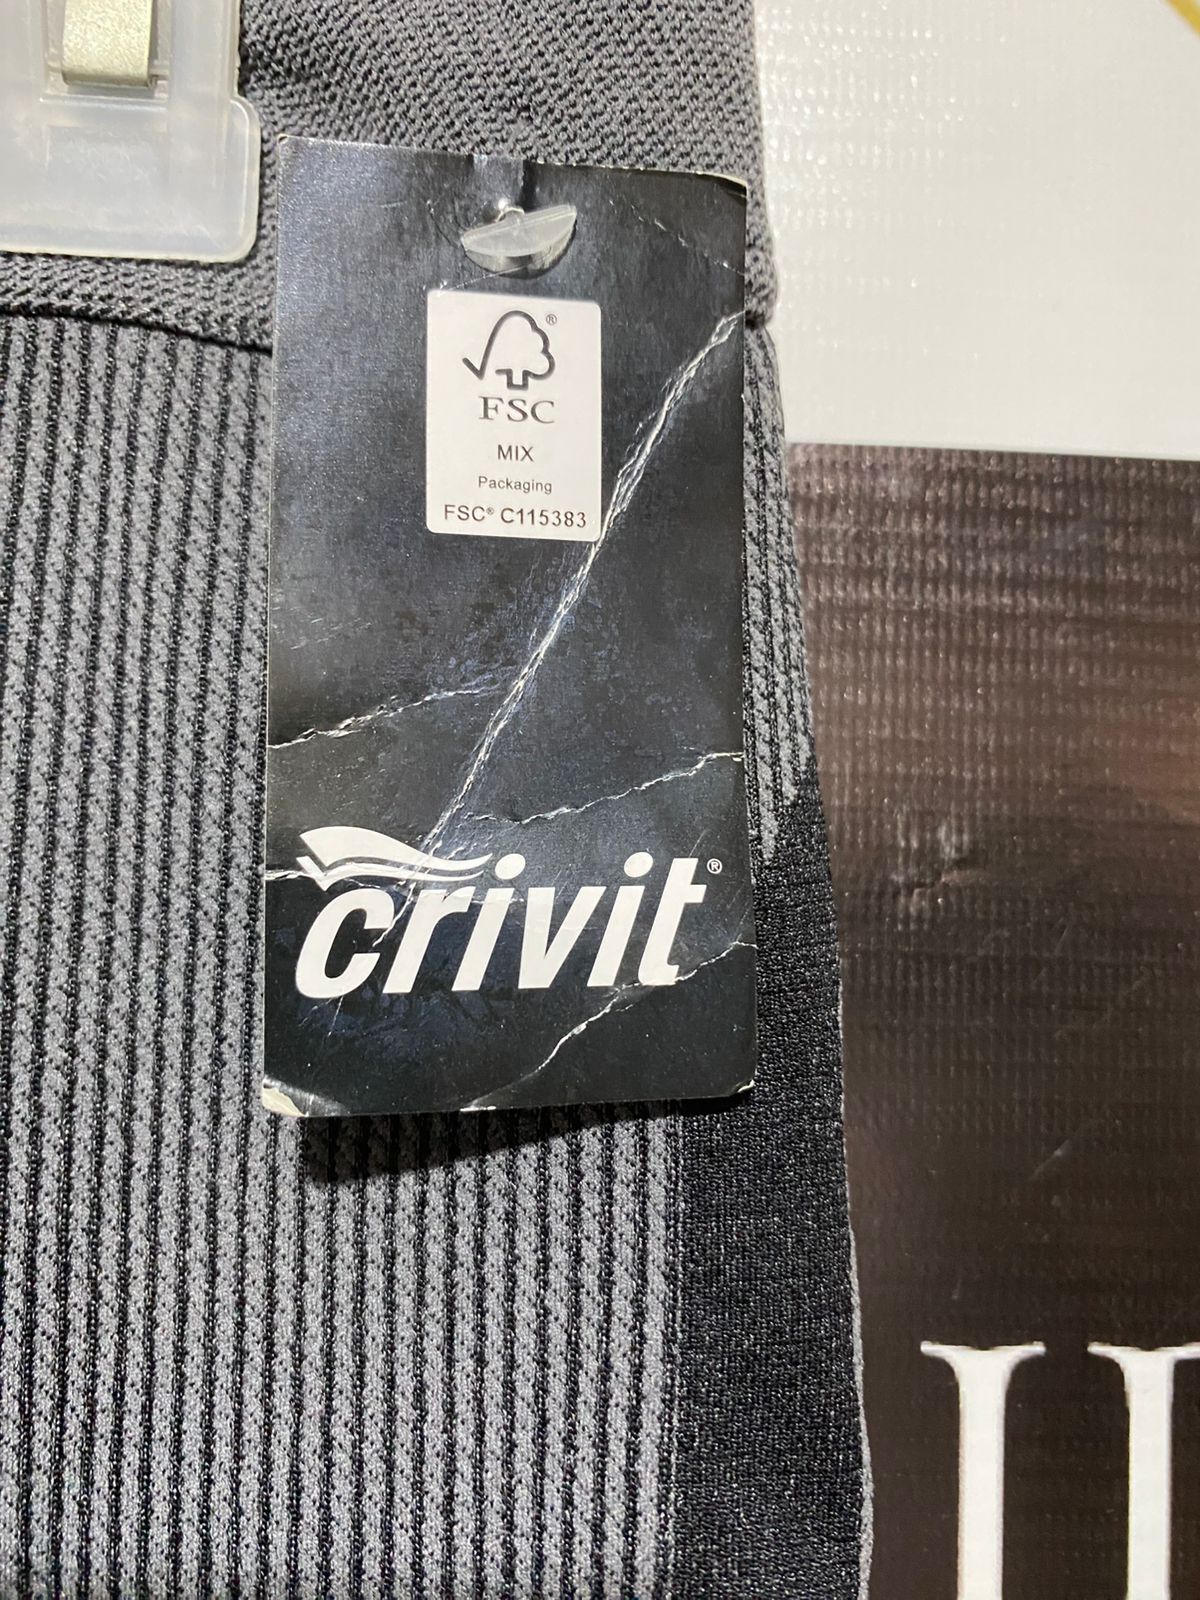 ®
FSC
MIX
Packaging
FSC® C115383
crivit®